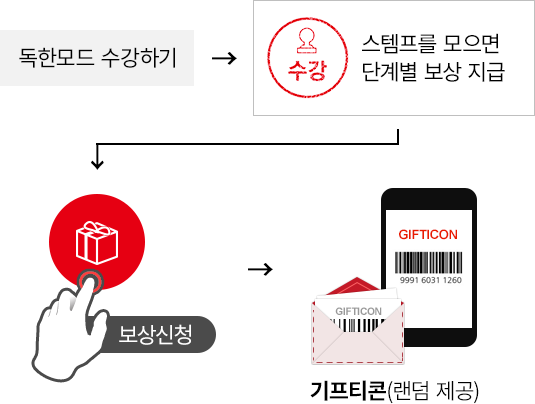 독한모드 수강하기
수강
스템프를 모으면
단계별 보상 지급
보상신청
GIFTICON
9991 6031 1260
GIFTICON
기프티콘(랜덤 제공)